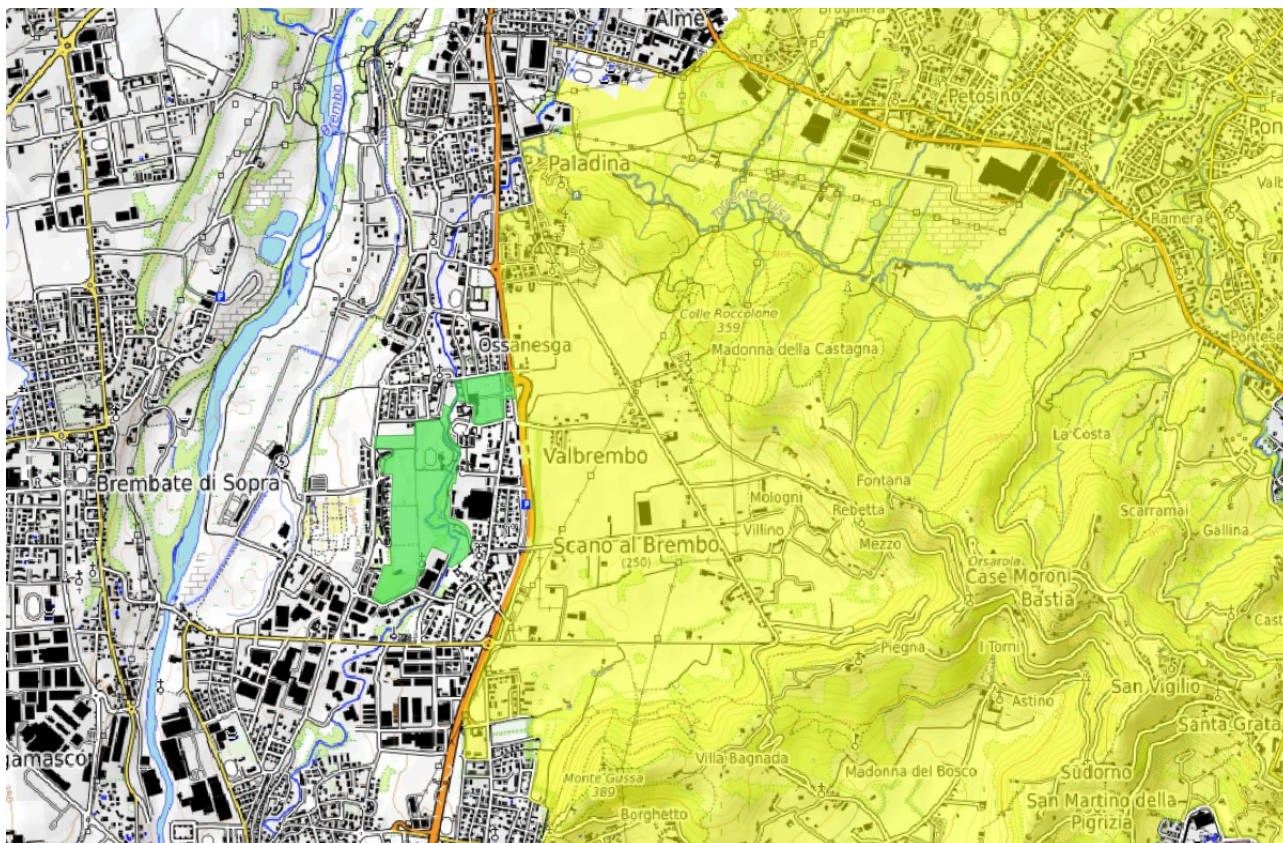 Almè
Petosino
Brembo
Paladina
Torrente Quisa
Ramera
Colle Roccolone
359
Ossanesga
Madonna della Castagna
La Costa
Valbrembo
Brembate di Sopra
Fontana
Mologni
Rebetta
Scarramai
Villino
Gallina
Mezzo
Scano al Brembo
(250)
Orsarola
Case Moroni
Bastia
Piegna
I Torni
San Vigilio
Astino
Santa Grata
gamasco
Villa Bagnada
Madonna del Bosco
Sudorno
Monte Gussa
389
Borghetto
San Martino della
Pigrizia